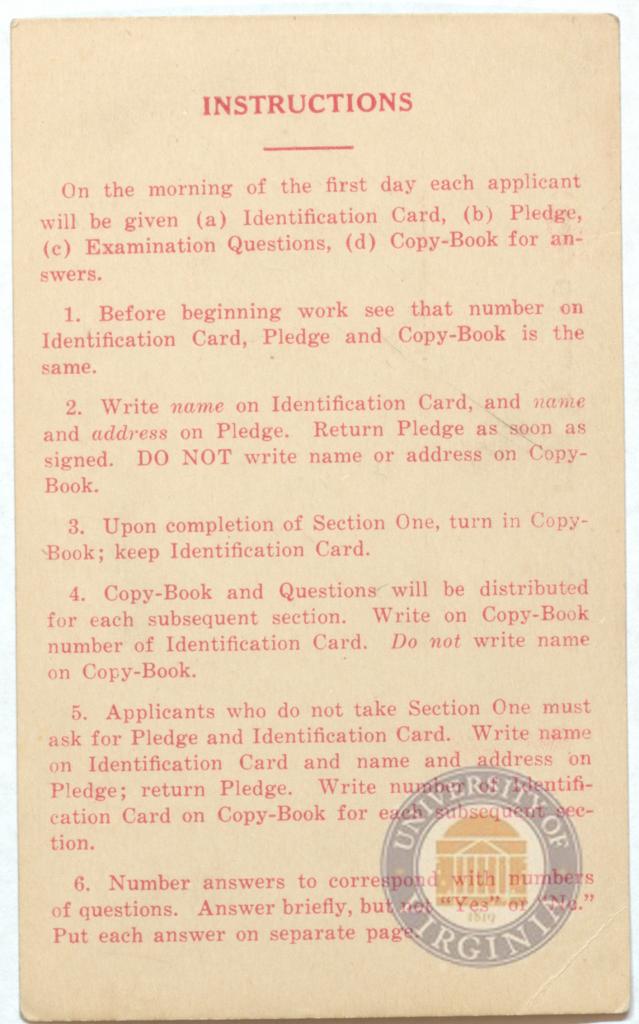 INSTRUCTIONS
On the morning of the first day each applicant
will be given (a) Identification Card, (b) Pledge,
(c) Examination Questions, (d) Copy-Book for an-
swers.
1. Before beginning work see that number on
Identification Card, Pledge and Copy-Book is the
same.
2. Write name on Identification Card, and name
and address on Pledge. Return Pledge as soon as
signed. DO NOT write name or address on Copy-
Book.
3. Upon completion of Section One, turn in Copy-
Book; keep Identification Card.
4. Copy-Book and Questions will be distributed
for each subsequent section. Write on Copy-Book
number of Identification Card. Do not write name
on Copy-Book.
5. Applicants who do not take Section One must
ask for Pledge and Identification Card. Write name
on Identification Card and name and address on
Pledge; return Pledge. Write number of Identifi-
cation Card on Copy-Book for each subsequent sec-
tion.
6. Number answers to correspond with numbers
of questions. Answer briefly, but not "Yes" or "No."
Put each answer on separate page.
UNIVERSITY OF VIRGINIA
1819